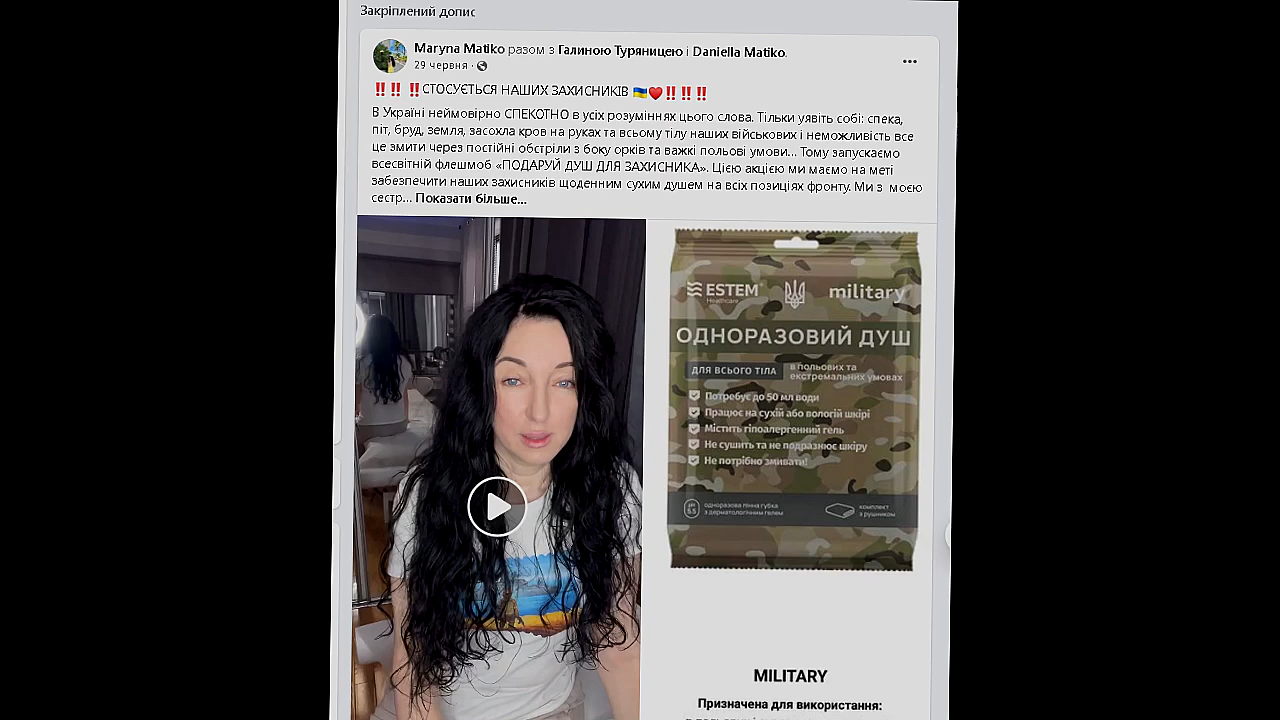 Закріплений допис
Maryna Matiko разом з Галиною Туряницею і Daniella Matiko.
29 червня ·
‼️‼️ ‼️СТОСУЄТЬСЯ НАШИХ ЗАХИСНИКІВ 🇺🇦❤️‼️‼️‼️
В Україні неймовірно СПЕКОТНО в усіх розуміннях цього слова. Тільки уявіть собі: спека,
піт, бруд, земля, засохла кров на руках та всьому тілу наших військових і неможливість все
це змити через постійні обстріли з боку орків та важкі польові умови... Тому запускаємо
всесвітній флешмоб «ПОДАРУЙ ДУШ ДЛЯ ЗАХИСНИКА». Цією акцією ми маємо на меті
забезпечити наших захисників щоденним сухим душем на всіх позиціях фронту. Ми з моєю
сестр... Показати більше...
ESTEM
Healthcare
military
ОДНОРАЗОВИЙ ДУШ
ДЛЯ ВСЬОГО ТІЛА
в польових та
екстремальних умовах
Потребує до 50 мл води
Працює на сухій або вологій шкірі
Містить гіпоалергенний гель
Не сушить та не подразнює шкіру
Не потрібно змивати!
pH
5.5
одноразова пінна губка
з дерматологічним гелем
комплект
з рушником
MILITARY
Призначена для використання: